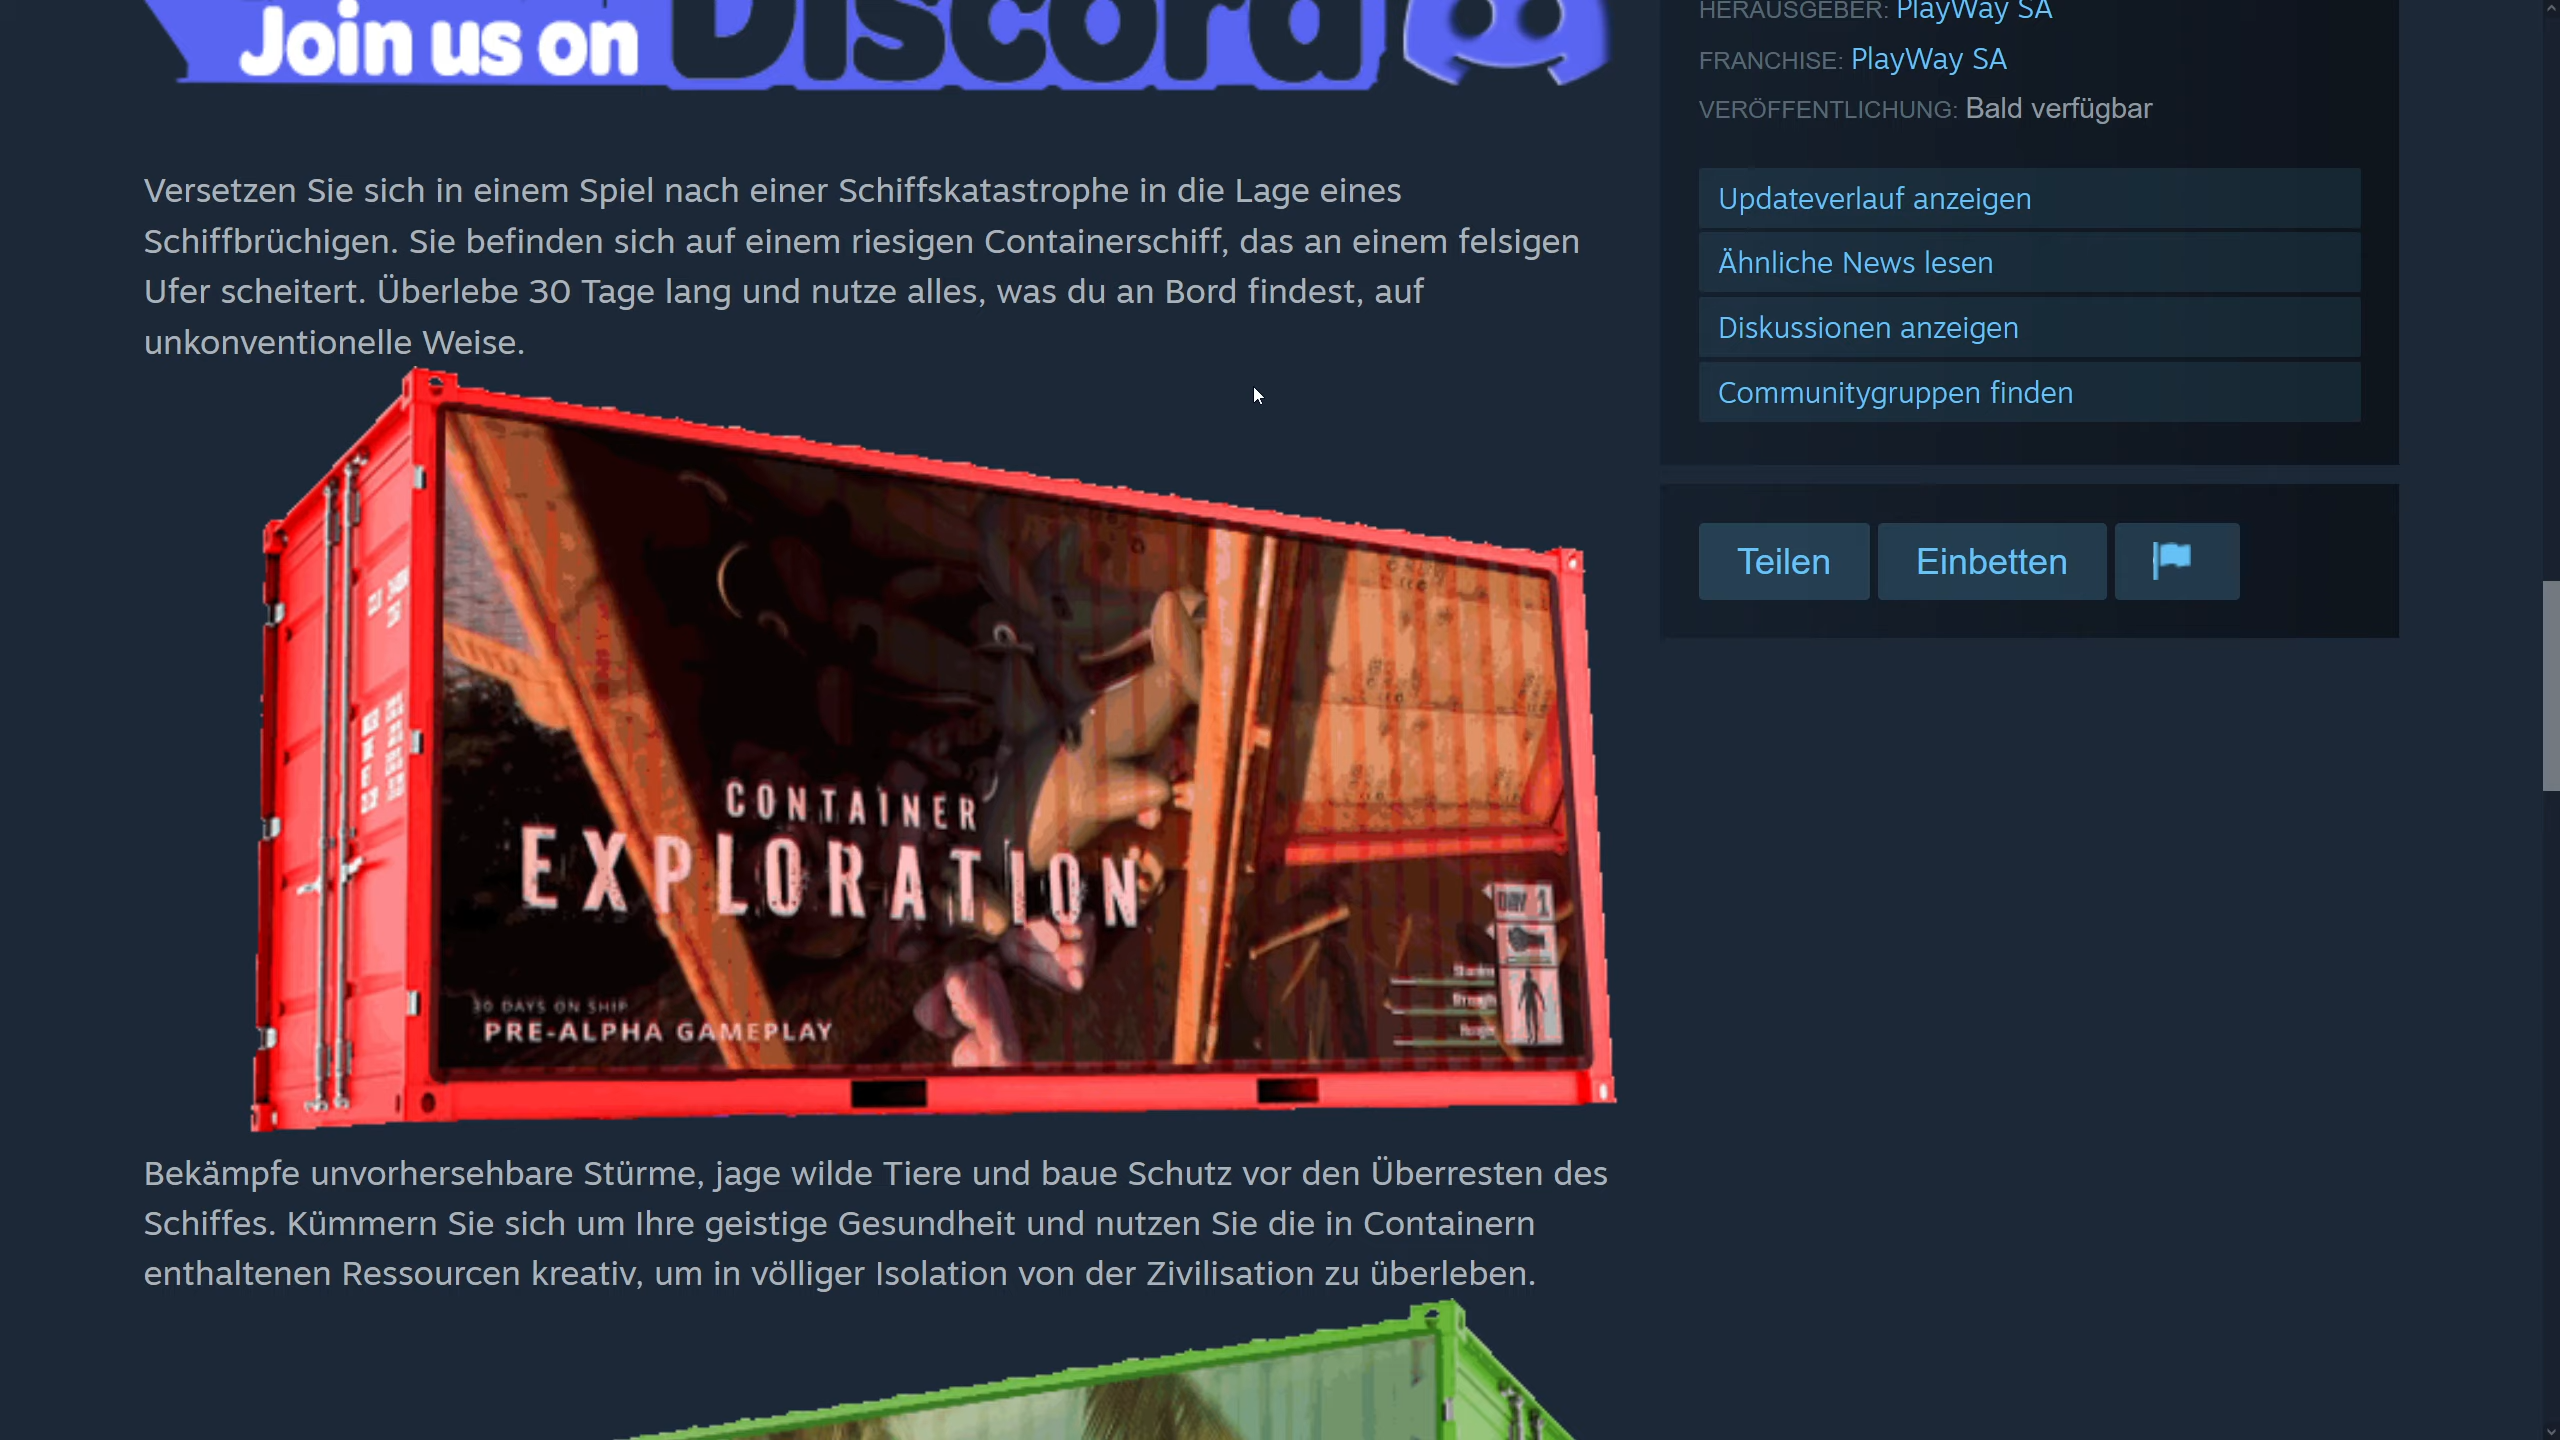 Join us on Discord
Versetzen Sie sich in einem Spiel nach einer Schiffskatastrophe in die Lage eines
Schiffbrüchigen. Sie befinden sich auf einem riesigen Containerschiff, das an einem felsigen
Ufer scheitert. Überlebe 30 Tage lang und nutze alles, was du an Bord findest, auf
unkonventionelle Weise.
CONTAINER
EXPLORATION
DAY 1
Hunger
30 DAYS ON SHIP
PRE-ALPHA GAMEPLAY
Bekämpfe unvorhersehbare Stürme, jage wilde Tiere und baue Schutz vor den Überresten des
Schiffes. Kümmern Sie sich um Ihre geistige Gesundheit und nutzen Sie die in Containern
enthaltenen Ressourcen kreativ, um in völliger Isolation von der Zivilisation zu überleben.
HERAUSGEBER: PlayWay SA
FRANCHISE: PlayWay SA
VERÖFFENTLICHUNG: Bald verfügbar
Updateverlauf anzeigen
Ähnliche News lesen
Diskussionen anzeigen
Communitygruppen finden
Teilen
Einbetten